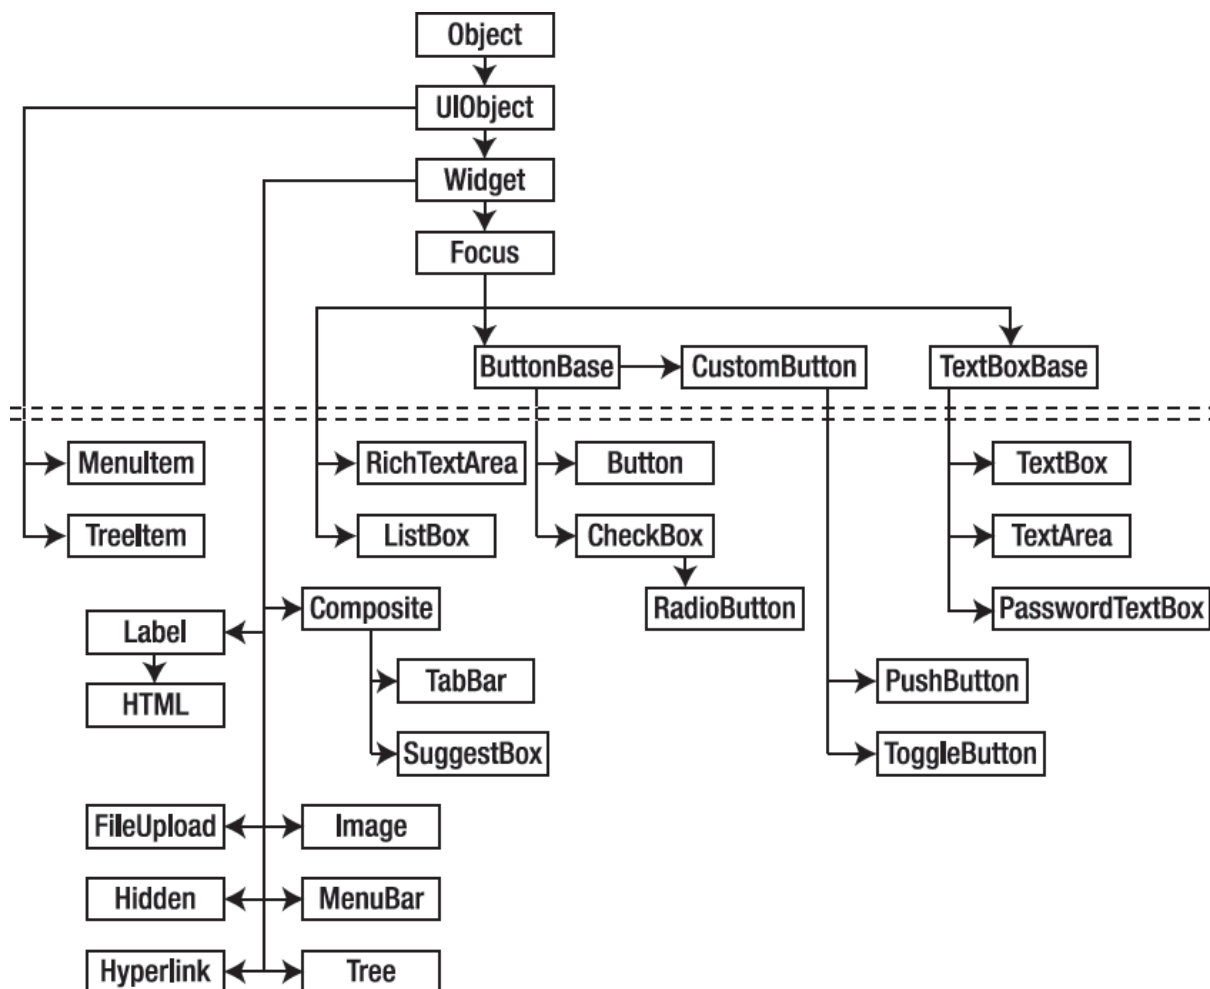 Object
UIObject
Widget
Focus
ButtonBase
CustomButton
TextBoxBase
MenuItem
RichTextArea
Button
TextBox
TreeItem
ListBox
CheckBox
TextArea
Composite
RadioButton
PasswordTextBox
Label
TabBar
PushButton
HTML
SuggestBox
ToggleButton
FileUpload
Image
Hidden
MenuBar
Hyperlink
Tree